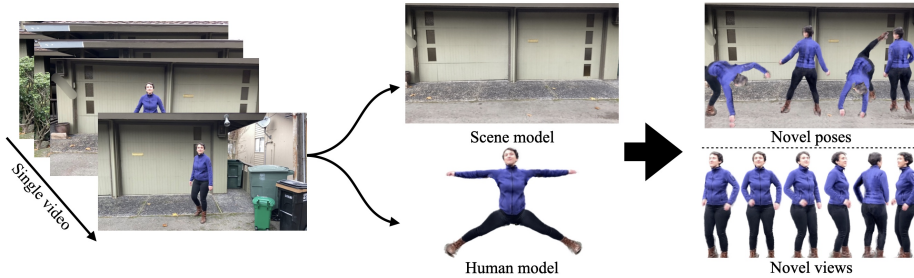 Single video
Scene model
Human model
Novel poses
Novel views